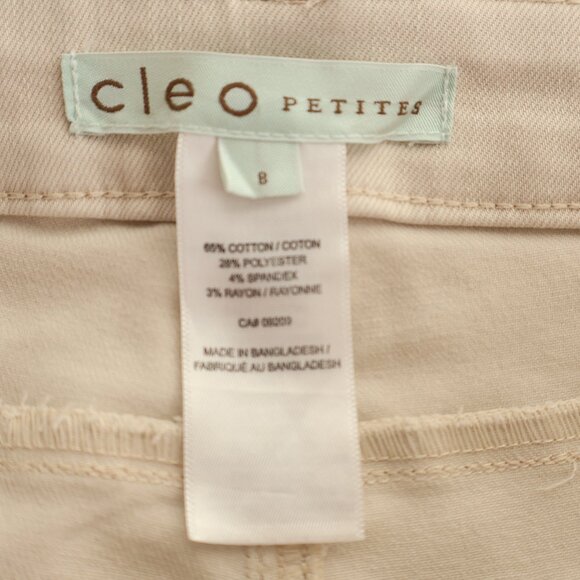 cleo PETITES
8
65% COTTON / COTON
28% POLYESTER
4% SPANDEX
3% RAYON / RAYONNE
CA# 09209
MADE IN BANGLADESH /
FABRIQUÉ AU BANGLADESH